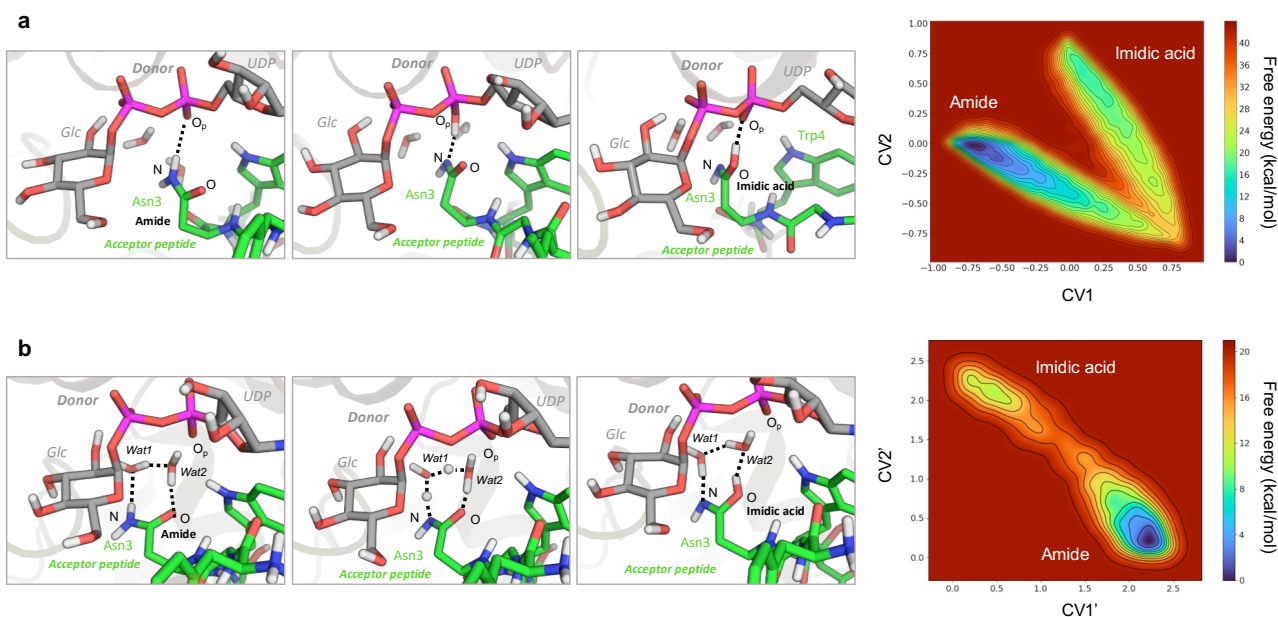 a
Donor
UDP
Glc
Op
N
O
Asn3
Amide
Acceptor peptide
Donor
UDP
Glc
Op
N
O
Asn3
Acceptor peptide
Donor
UDP
Glc
Op
Trp4
N
O
Imidic acid
Asn3
Acceptor peptide
1.00
0.75
0.50
0.25
0.00
−0.25
−0.50
−0.75
CV2
Imidic acid
Amide
−1.00 −0.75 −0.50 −0.25 0.00 0.25 0.50 0.75
CV1
40
36
32
28
24
20
16
12
8
4
0
Free energy (kcal/mol)
b
Donor
UDP
Op
Glc
Wat1
Wat2
N
O
Amide
Asn3
Acceptor peptide
Donor
UDP
Op
Glc
Wat1
Wat2
N
O
Asn3
Acceptor peptide
Donor
UDP
Op
Glc
Wat1
Wat2
N
O
Imidic acid
Asn3
Acceptor peptide
2.5
2.0
1.5
1.0
0.5
0.0
CV2'
Imidic acid
Amide
0.0 0.5 1.0 1.5 2.0 2.5
CV1'
20
16
12
8
4
0
Free energy (kcal/mol)